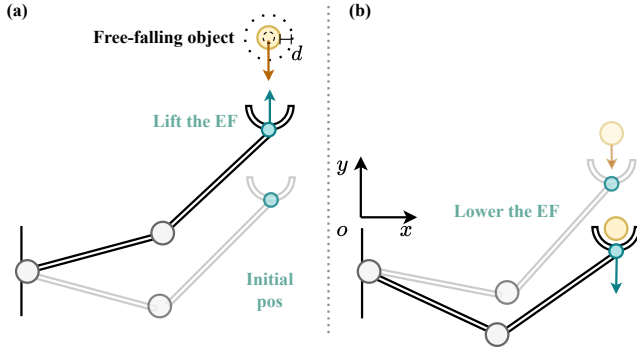 (a)
Free-falling object
d
Lift the EF
Initial
pos
(b)
y
o
x
Lower the EF